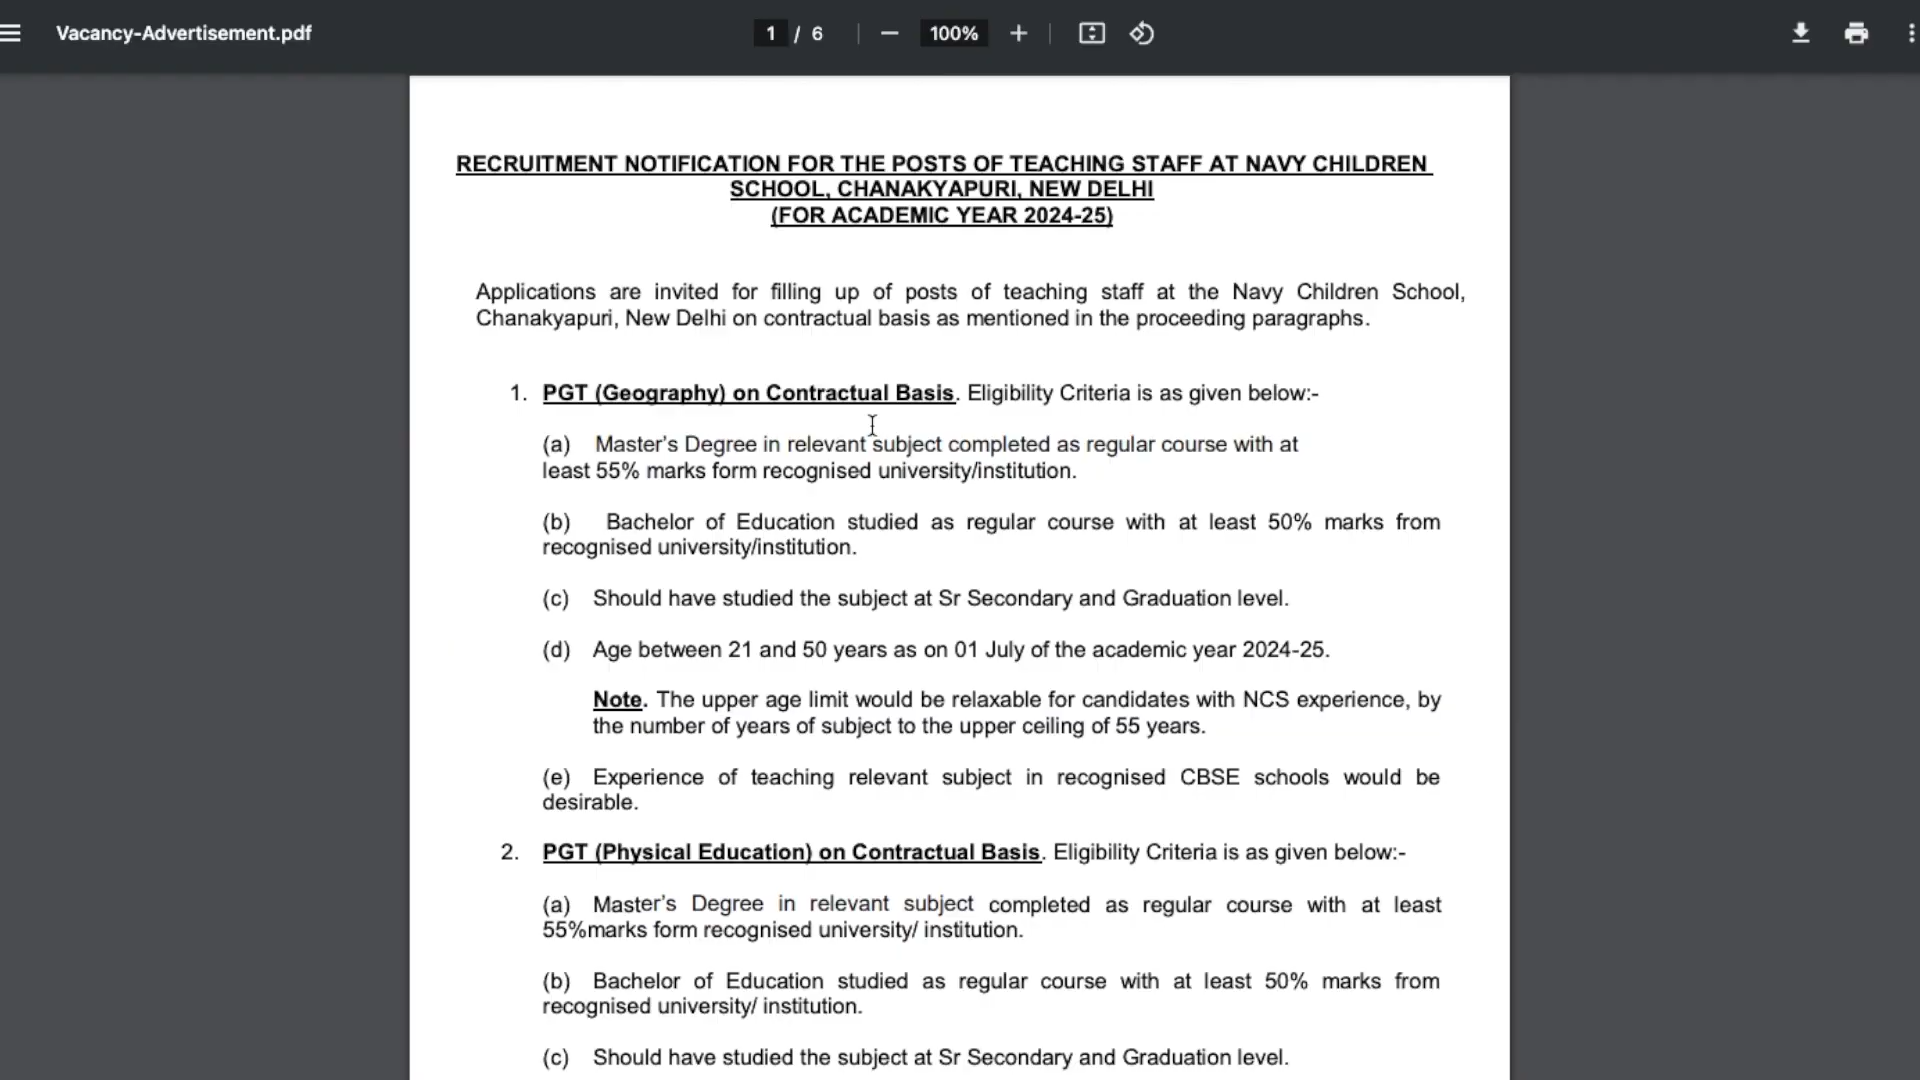 Vacancy-Advertisement.pdf
1 / 6
100%
RECRUITMENT NOTIFICATION FOR THE POSTS OF TEACHING STAFF AT NAVY CHILDREN
SCHOOL, CHANAKYAPURI, NEW DELHI
(FOR ACADEMIC YEAR 2024-25)
Applications are invited for filling up of posts of teaching staff at the Navy Children School,
Chanakyapuri, New Delhi on contractual basis as mentioned in the proceeding paragraphs.
1. PGT (Geography) on Contractual Basis. Eligibility Criteria is as given below:-
(a) Master's Degree in relevant subject completed as regular course with at
least 55% marks form recognised university/institution.
(b) Bachelor of Education studied as regular course with at least 50% marks from
recognised university/institution.
(c) Should have studied the subject at Sr Secondary and Graduation level.
(d) Age between 21 and 50 years as on 01 July of the academic year 2024-25.
Note. The upper age limit would be relaxable for candidates with NCS experience, by
the number of years of subject to the upper ceiling of 55 years.
(e) Experience of teaching relevant subject in recognised CBSE schools would be
desirable.
2. PGT (Physical Education) on Contractual Basis. Eligibility Criteria is as given below:-
(a) Master's Degree in relevant subject completed as regular course with at least
55%marks form recognised university/ institution.
(b) Bachelor of Education studied as regular course with at least 50% marks from
recognised university/ institution.
(c) Should have studied the subject at Sr Secondary and Graduation level.